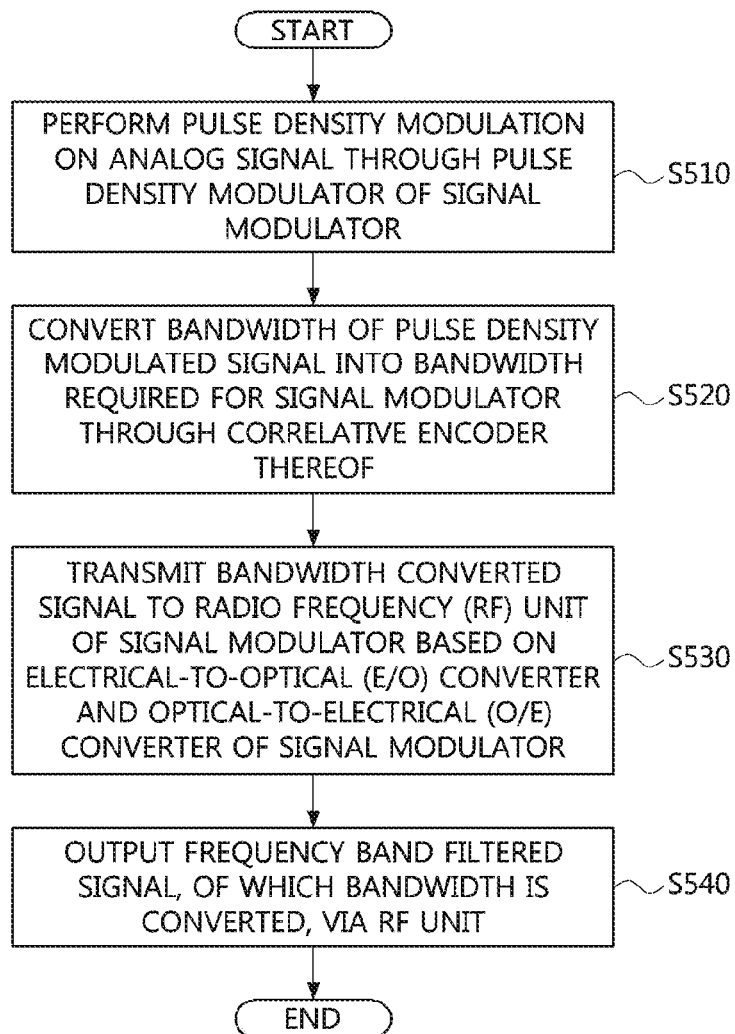 START
PERFORM PULSE DENSITY MODULATION
ON ANALOG SIGNAL THROUGH PULSE
DENSITY MODULATOR OF SIGNAL
MODULATOR
S510
CONVERT BANDWIDTH OF PULSE DENSITY
MODULATED SIGNAL INTO BANDWIDTH
REQUIRED FOR SIGNAL MODULATOR
THROUGH CORRELATIVE ENCODER
THEREOF
S520
TRANSMIT BANDWIDTH CONVERTED
SIGNAL TO RADIO FREQUENCY (RF) UNIT
OF SIGNAL MODULATOR BASED ON
ELECTRICAL-TO-OPTICAL (E/O) CONVERTER
AND OPTICAL-TO-ELECTRICAL (O/E)
CONVERTER OF SIGNAL MODULATOR
S530
OUTPUT FREQUENCY BAND FILTERED
SIGNAL, OF WHICH BANDWIDTH IS
CONVERTED, VIA RF UNIT
S540
END